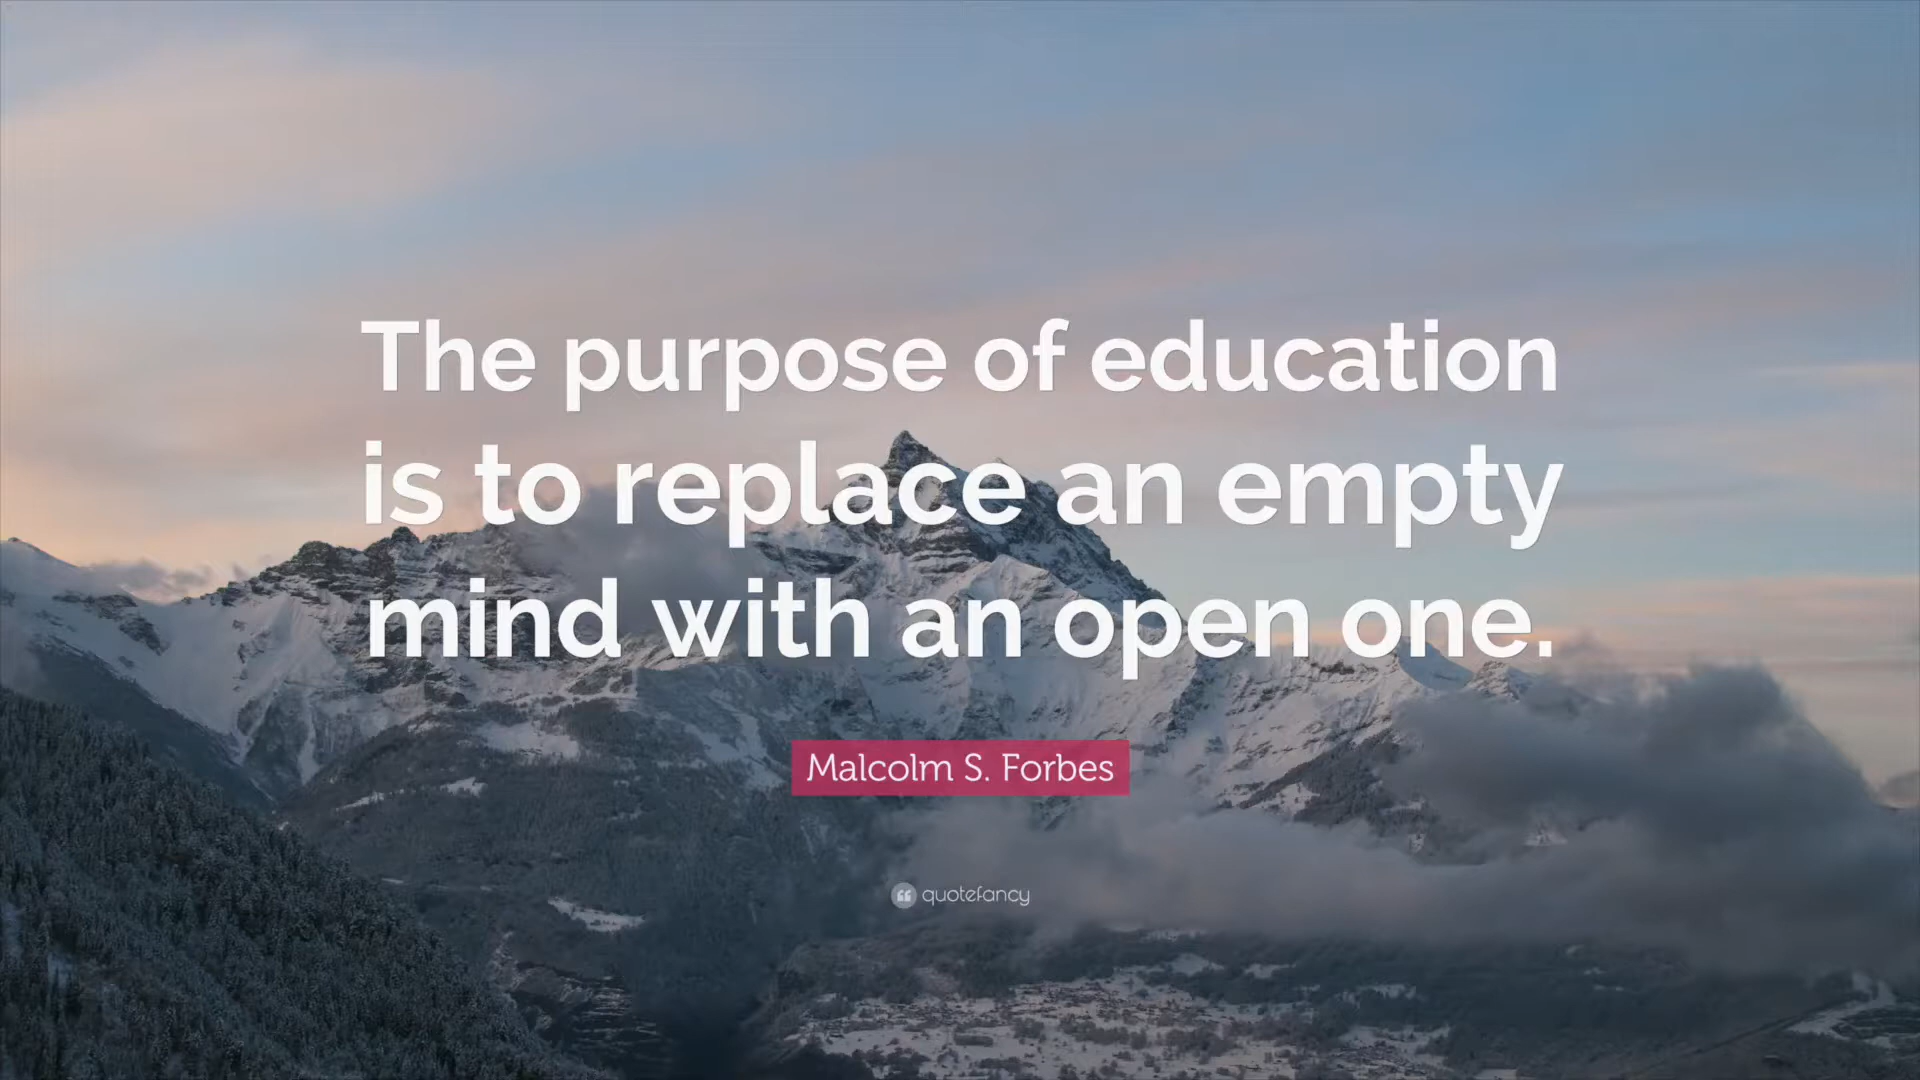 The purpose of education
is to replace an empty
mind with an open one.
Malcolm S. Forbes
quotefancy